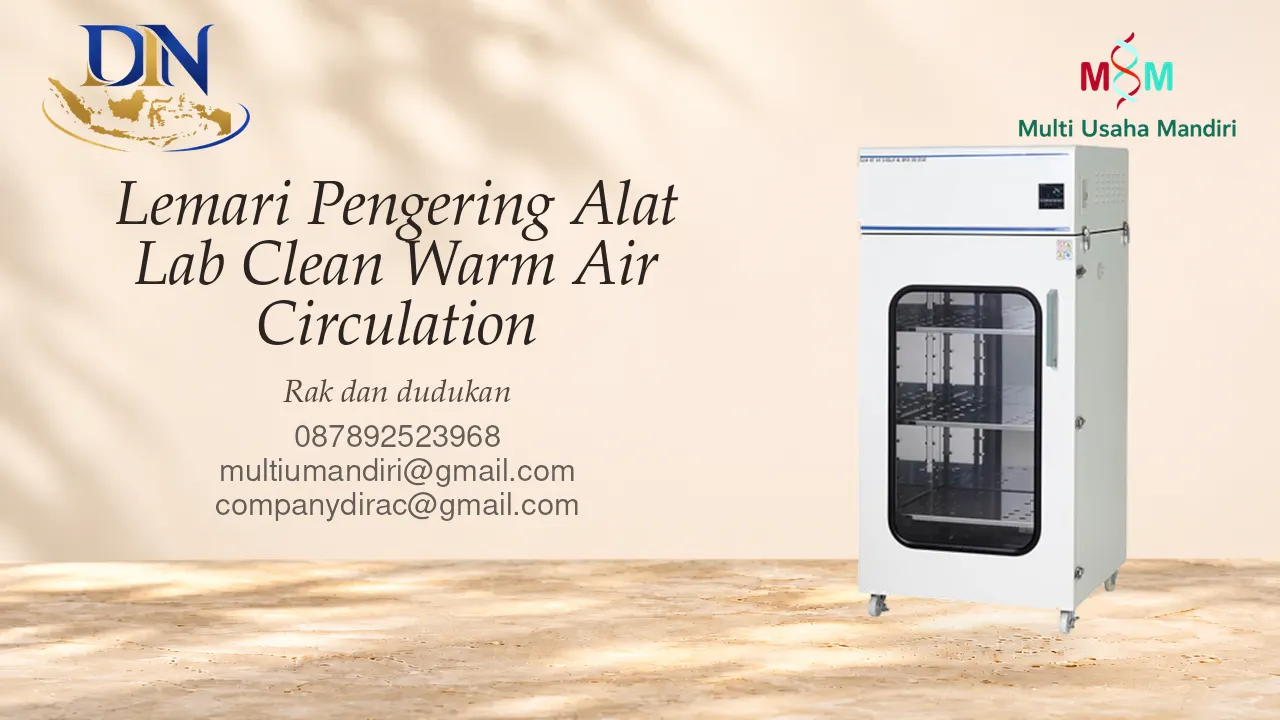 DIN
M M
Multi Usaha Mandiri
Lemari Pengering Alat
Lab Clean Warm Air
Circulation
Rak dan dudukan
087892523968
multiumandiri@gmail.com
companydirac@gmail.com